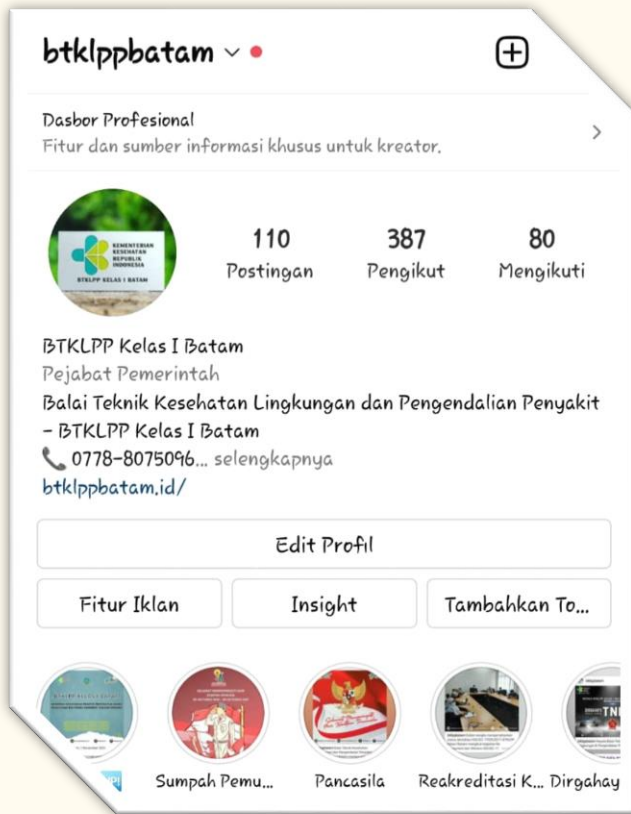 btklppbatam
Dasbor Profesional
Fitur dan sumber informasi khusus untuk kreator.
KEMENTERIAN
KESEHATAN
REPUBLIK
INDONESIA
BTKLPP KELAS I BATAM
110 387 80
Postingan Pengikut Mengikuti
BTKLPP Kelas I Batam
Pejabat Pemerintah
Balai Teknik Kesehatan Lingkungan dan Pengendalian Penyakit
- BTKLPP Kelas I Batam
0778-8075096... selengkapnya
btklppbatam.id/
Edit Profil
Fitur Iklan Insight Tambahkan To...
Sumpah Pemu... Pancasila Reakreditasi K... Dirgahay